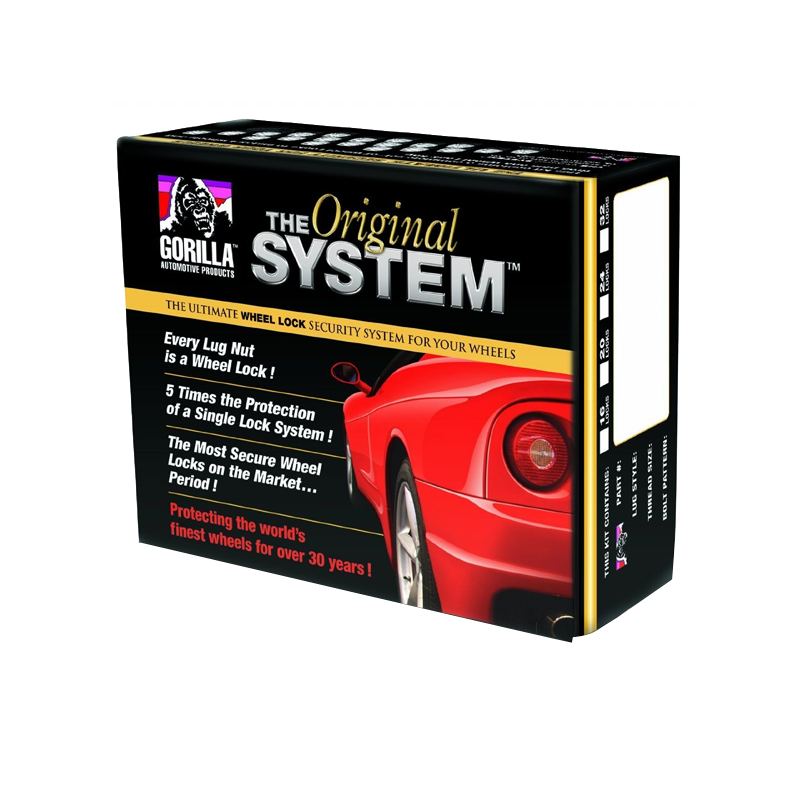 GORILLA™
AUTOMOTIVE PRODUCTS
THE Original
SYSTEM™
THE ULTIMATE WHEEL LOCK SECURITY SYSTEM FOR YOUR WHEELS
Every Lug Nut
is a Wheel Lock !
5 Times the Protection
of a Single Lock System !
The Most Secure Wheel
Locks on the Market...
Period !
Protecting the world's
finest wheels for over 30 years !
THIS KIT CONTAINS: 16 LOCKS 20 LOCKS 24 LOCKS 32 LOCKS
PART #:
LUG STYLE:
THREAD SIZE:
BOLT PATTERN: